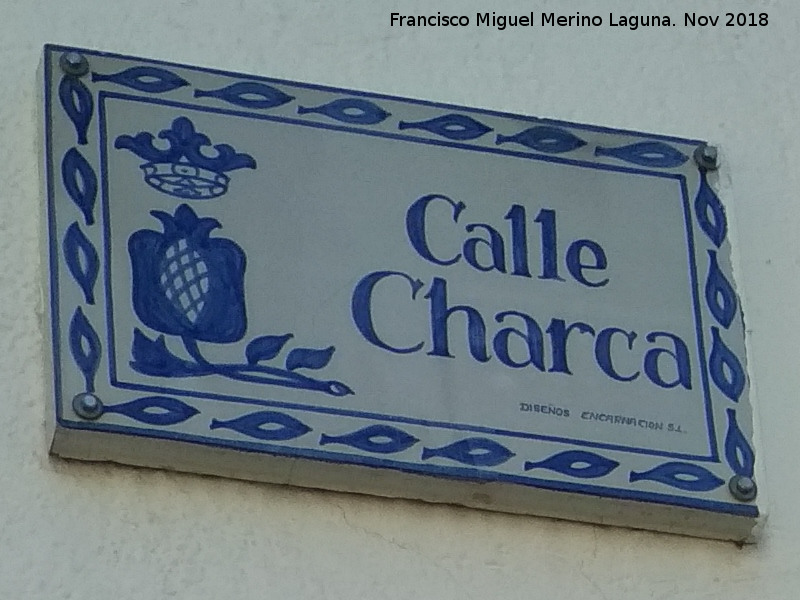 Francisco Miguel Merino Laguna. Nov 2018
Calle
Charca
DISEÑOS ENCARNACION S.L.